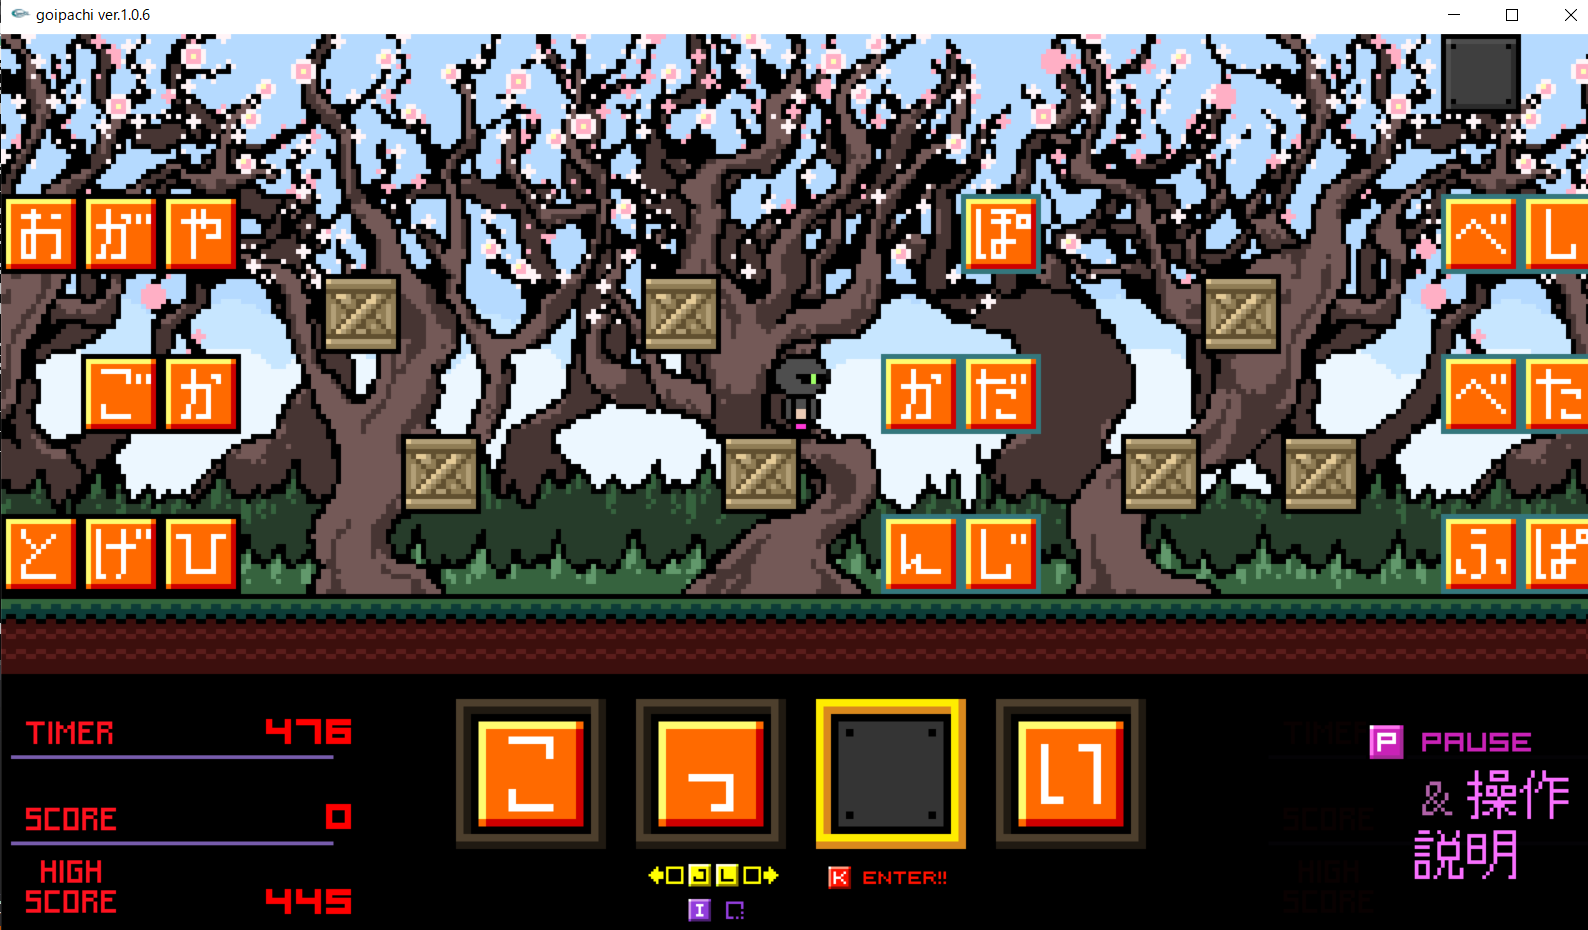 goipachi ver.1.0.6
おがや ぽ べし
ごか かだ べた
とげひ んじ ふぱ
TIMER 476
SCORE 0
HIGH SCORE 445
こ っ い
J L
K ENTER!!
I
P PAUSE
&操作
説明